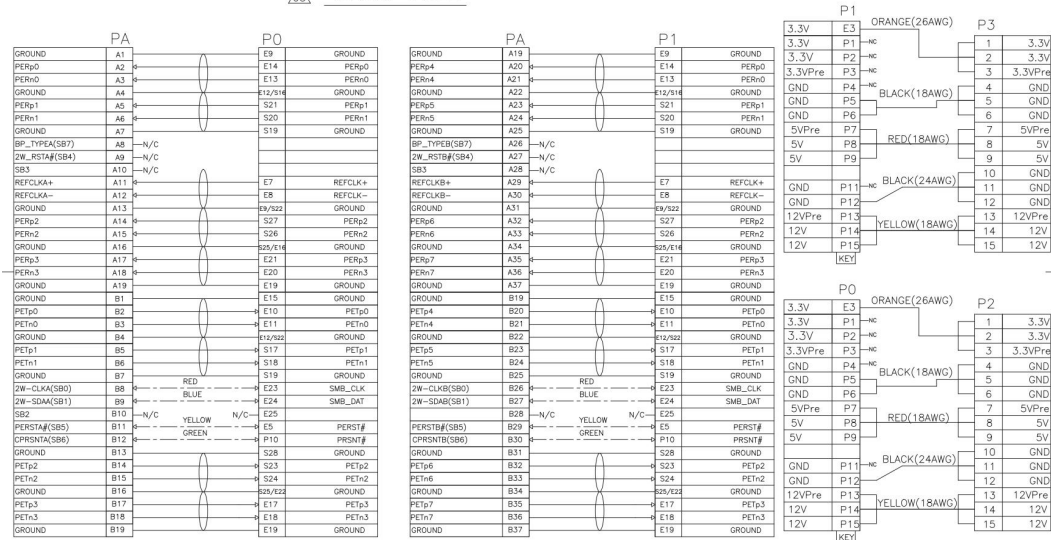 PA P0
GROUND A1 E9 GROUND
PERp0 A2 E14 PERp0
PERn0 A3 E13 PERn0
GROUND A4 E12/S16 GROUND
PERp1 A5 S21 PERp1
PERn1 A6 S20 PERn1
GROUND A7 S19 GROUND
BP_TYPEA(SB7) A8 N/C
2W_RSTA#(SB4) A9 N/C
SB3 A10 N/C
REFCLKA+ A11 E7 REFCLK+
REFCLKA- A12 E8 REFCLK-
GROUND A13 E9/S22 GROUND
PERp2 A14 S27 PERp2
PERn2 A15 S26 PERn2
GROUND A16 S25/E16 GROUND
PERp3 A17 E21 PERp3
PERn3 A18 E20 PERn3
GROUND A19 E19 GROUND
GROUND B1 E15 GROUND
PETp0 B2 E10 PETp0
PETn0 B3 E11 PETn0
GROUND B4 E12/S22 GROUND
PETp1 B5 S17 PETp1
PETn1 B6 S18 PETn1
GROUND B7 S19 GROUND
2W-CLKA(SB0) B8 RED E23 SMB_CLK
2W-SDAA(SB1) B9 BLUE E24 SMB_DAT
SB2 B10 N/C N/C E25
PERSTA#(SB5) B11 YELLOW E5 PERST#
CPRSNTA(SB6) B12 GREEN P10 PRSNT#
GROUND B13 S28 GROUND
PETp2 B14 S23 PETp2
PETn2 B15 S24 PETn2
GROUND B16 S25/E22 GROUND
PETp3 B17 E17 PETp3
PETn3 B18 E18 PETn3
GROUND B19 E19 GROUND
PA P1
GROUND A19 E9 GROUND
PERp4 A20 E14 PERp0
PERn4 A21 E13 PERn0
GROUND A22 E12/S16 GROUND
PERp5 A23 S21 PERp1
PERn5 A24 S20 PERn1
GROUND A25 S19 GROUND
BP_TYPEB(SB7) A26 N/C
2W_RSTB#(SB4) A27 N/C
SB3 A28 N/C
REFCLKB+ A29 E7 REFCLK+
REFCLKB- A30 E8 REFCLK-
GROUND A31 E9/S22 GROUND
PERp6 A32 S27 PERp2
PERn6 A33 S26 PERn2
GROUND A34 S25/E16 GROUND
PERp7 A35 E21 PERp3
PERn7 A36 E20 PERn3
GROUND A37 E19 GROUND
GROUND B19 E15 GROUND
PETp4 B20 E10 PETp0
PETn4 B21 E11 PETn0
GROUND B22 E12/S22 GROUND
PETp5 B23 S17 PETp1
PETn5 B24 S18 PETn1
GROUND B25 S19 GROUND
2W-CLKB(SB0) B26 RED E23 SMB_CLK
2W-SDAB(SB1) B27 BLUE E24 SMB_DAT
B28 N/C N/C E25
PERSTB#(SB5) B29 YELLOW E5 PERST#
CPRSNTB(SB6) B30 GREEN P10 PRSNT#
GROUND B31 S28 GROUND
PETp6 B32 S23 PETp2
PETn6 B33 S24 PETn2
GROUND B34 S25/E22 GROUND
PETp7 B35 E17 PETp3
PETn7 B36 E18 PETn3
GROUND B37 E19 GROUND
P1 P3
3.3V E3 ORANGE(26AWG)
3.3V P1 NC 1 3.3V
3.3V P2 NC 2 3.3V
3.3VPre P3 NC 3 3.3VPre
GND P4 NC 4 GND
GND P5 BLACK(18AWG) 5 GND
GND P6 6 GND
5VPre P7 7 5VPre
5V P8 RED(18AWG) 8 5V
5V P9 9 5V
10 GND
GND P11 NC BLACK(24AWG) 11 GND
GND P12 12 GND
12VPre P13 13 12VPre
12V P14 YELLOW(18AWG) 14 12V
12V P15 15 12V
KEY
P0 P2
3.3V E3 ORANGE(26AWG)
3.3V P1 NC 1 3.3V
3.3V P2 NC 2 3.3V
3.3VPre P3 NC 3 3.3VPre
GND P4 NC 4 GND
GND P5 BLACK(18AWG) 5 GND
GND P6 6 GND
5VPre P7 7 5VPre
5V P8 RED(18AWG) 8 5V
5V P9 9 5V
10 GND
GND P11 NC BLACK(24AWG) 11 GND
GND P12 12 GND
12VPre P13 13 12VPre
12V P14 YELLOW(18AWG) 14 12V
12V P15 15 12V
KEY